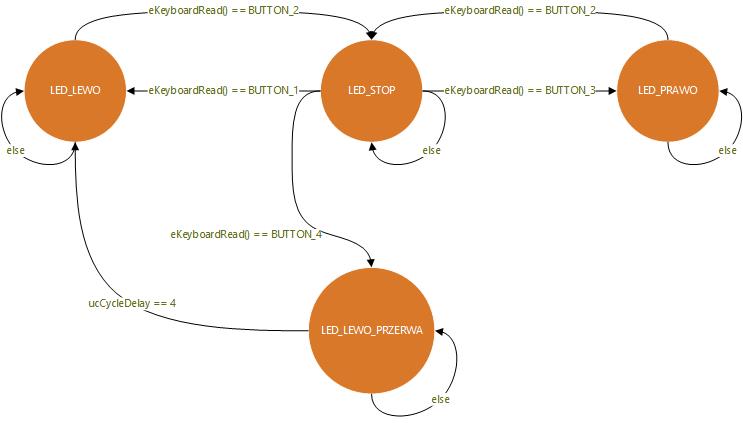 eKeyboardRead() == BUTTON_2
eKeyboardRead() == BUTTON_2
LED_LEWO
eKeyboardRead() == BUTTON_1
LED_STOP
eKeyboardRead() == BUTTON_3
LED_PRAWO
else
else
else
eKeyboardRead() == BUTTON_4
ucCycleDelay == 4
LED_LEWO_PRZERWA
else